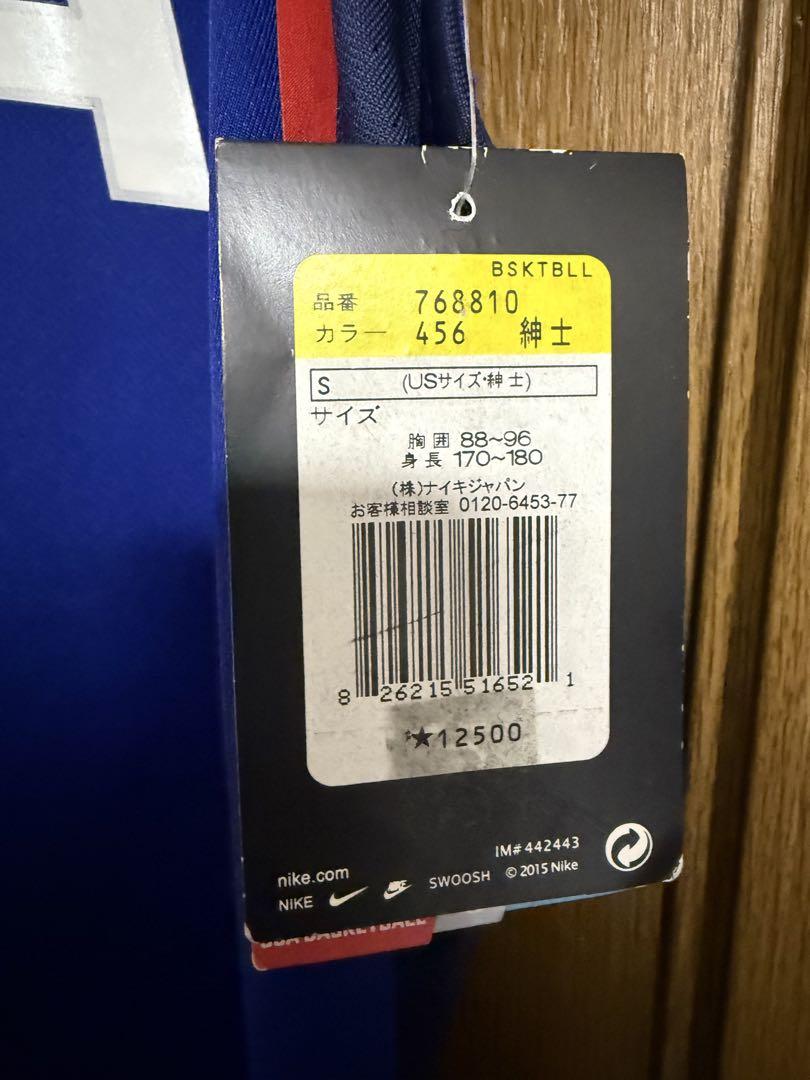 A
BSKTBLL
品番 768810
カラー 456 紳士
S (USサイズ・紳士)
サイズ
胸囲 88~96
身長 170~180
(株)ナイキジャパン
お客様相談室 0120-6453-77
8 26215 51652 1
★12500
IM# 442443
nike.com
NIKE SWOOSH © 2015 Nike
USA BASKETBALL